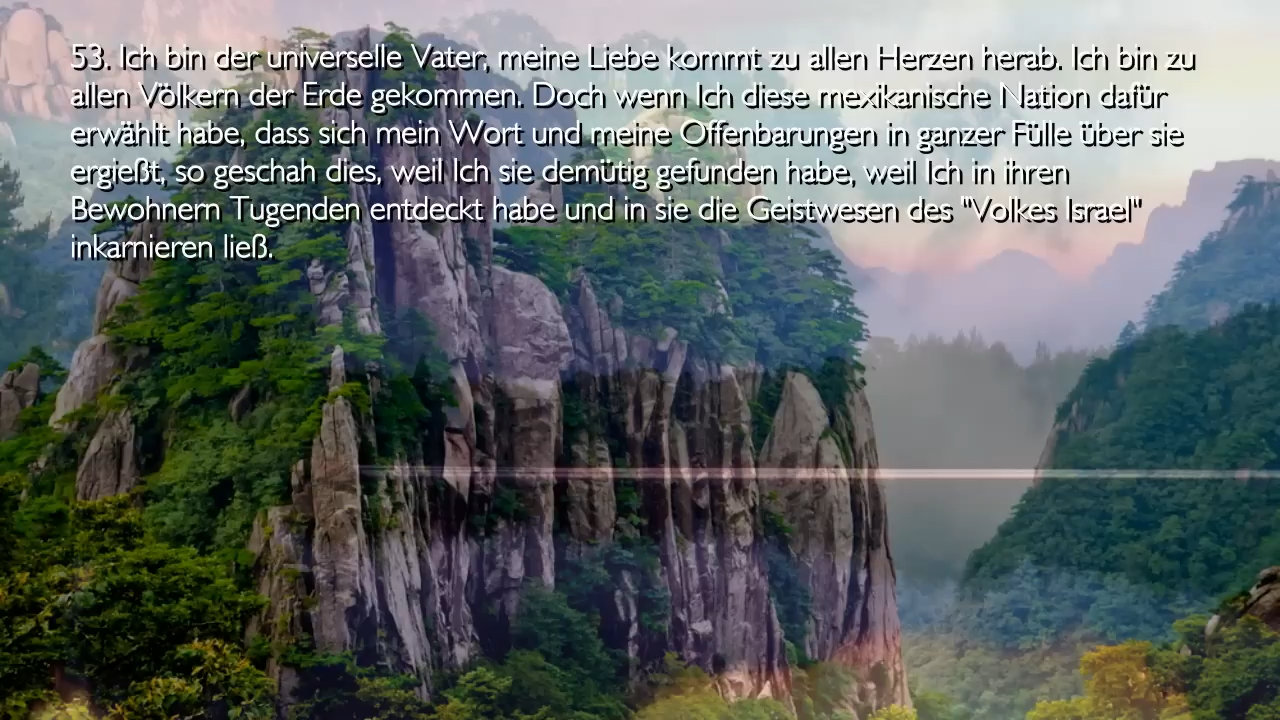 53. Ich bin der universelle Vater, meine Liebe kommt zu allen Herzen herab. Ich bin zu
allen Völkern der Erde gekommen. Doch wenn Ich diese mexikanische Nation dafür
erwählt habe, dass sich mein Wort und meine Offenbarungen in ganzer Fülle über sie
ergießt, so geschah dies, weil Ich sie demütig gefunden habe, weil Ich in ihren
Bewohnern Tugenden entdeckt habe und in sie die Geistwesen des "Volkes Israel"
inkarnieren ließ.